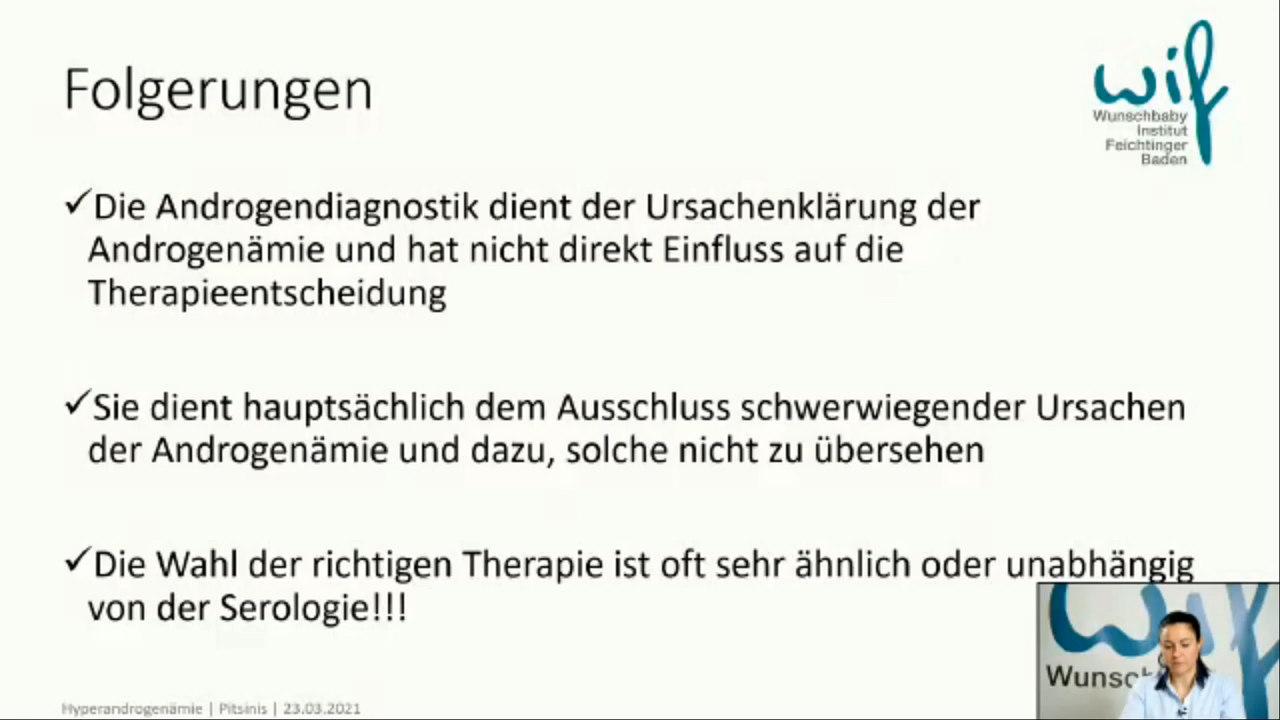 Folgerungen
wif
Wunschbaby
Institut
Feichtinger
Baden
✓Die Androgendiagnostik dient der Ursachenklärung der
Androgenämie und hat nicht direkt Einfluss auf die
Therapieentscheidung
✓Sie dient hauptsächlich dem Ausschluss schwerwiegender Ursachen
der Androgenämie und dazu, solche nicht zu übersehen
✓Die Wahl der richtigen Therapie ist oft sehr ähnlich oder unabhängig
von der Serologie!!!
Hyperandrogenämie | Pitsinis | 23.03.2021